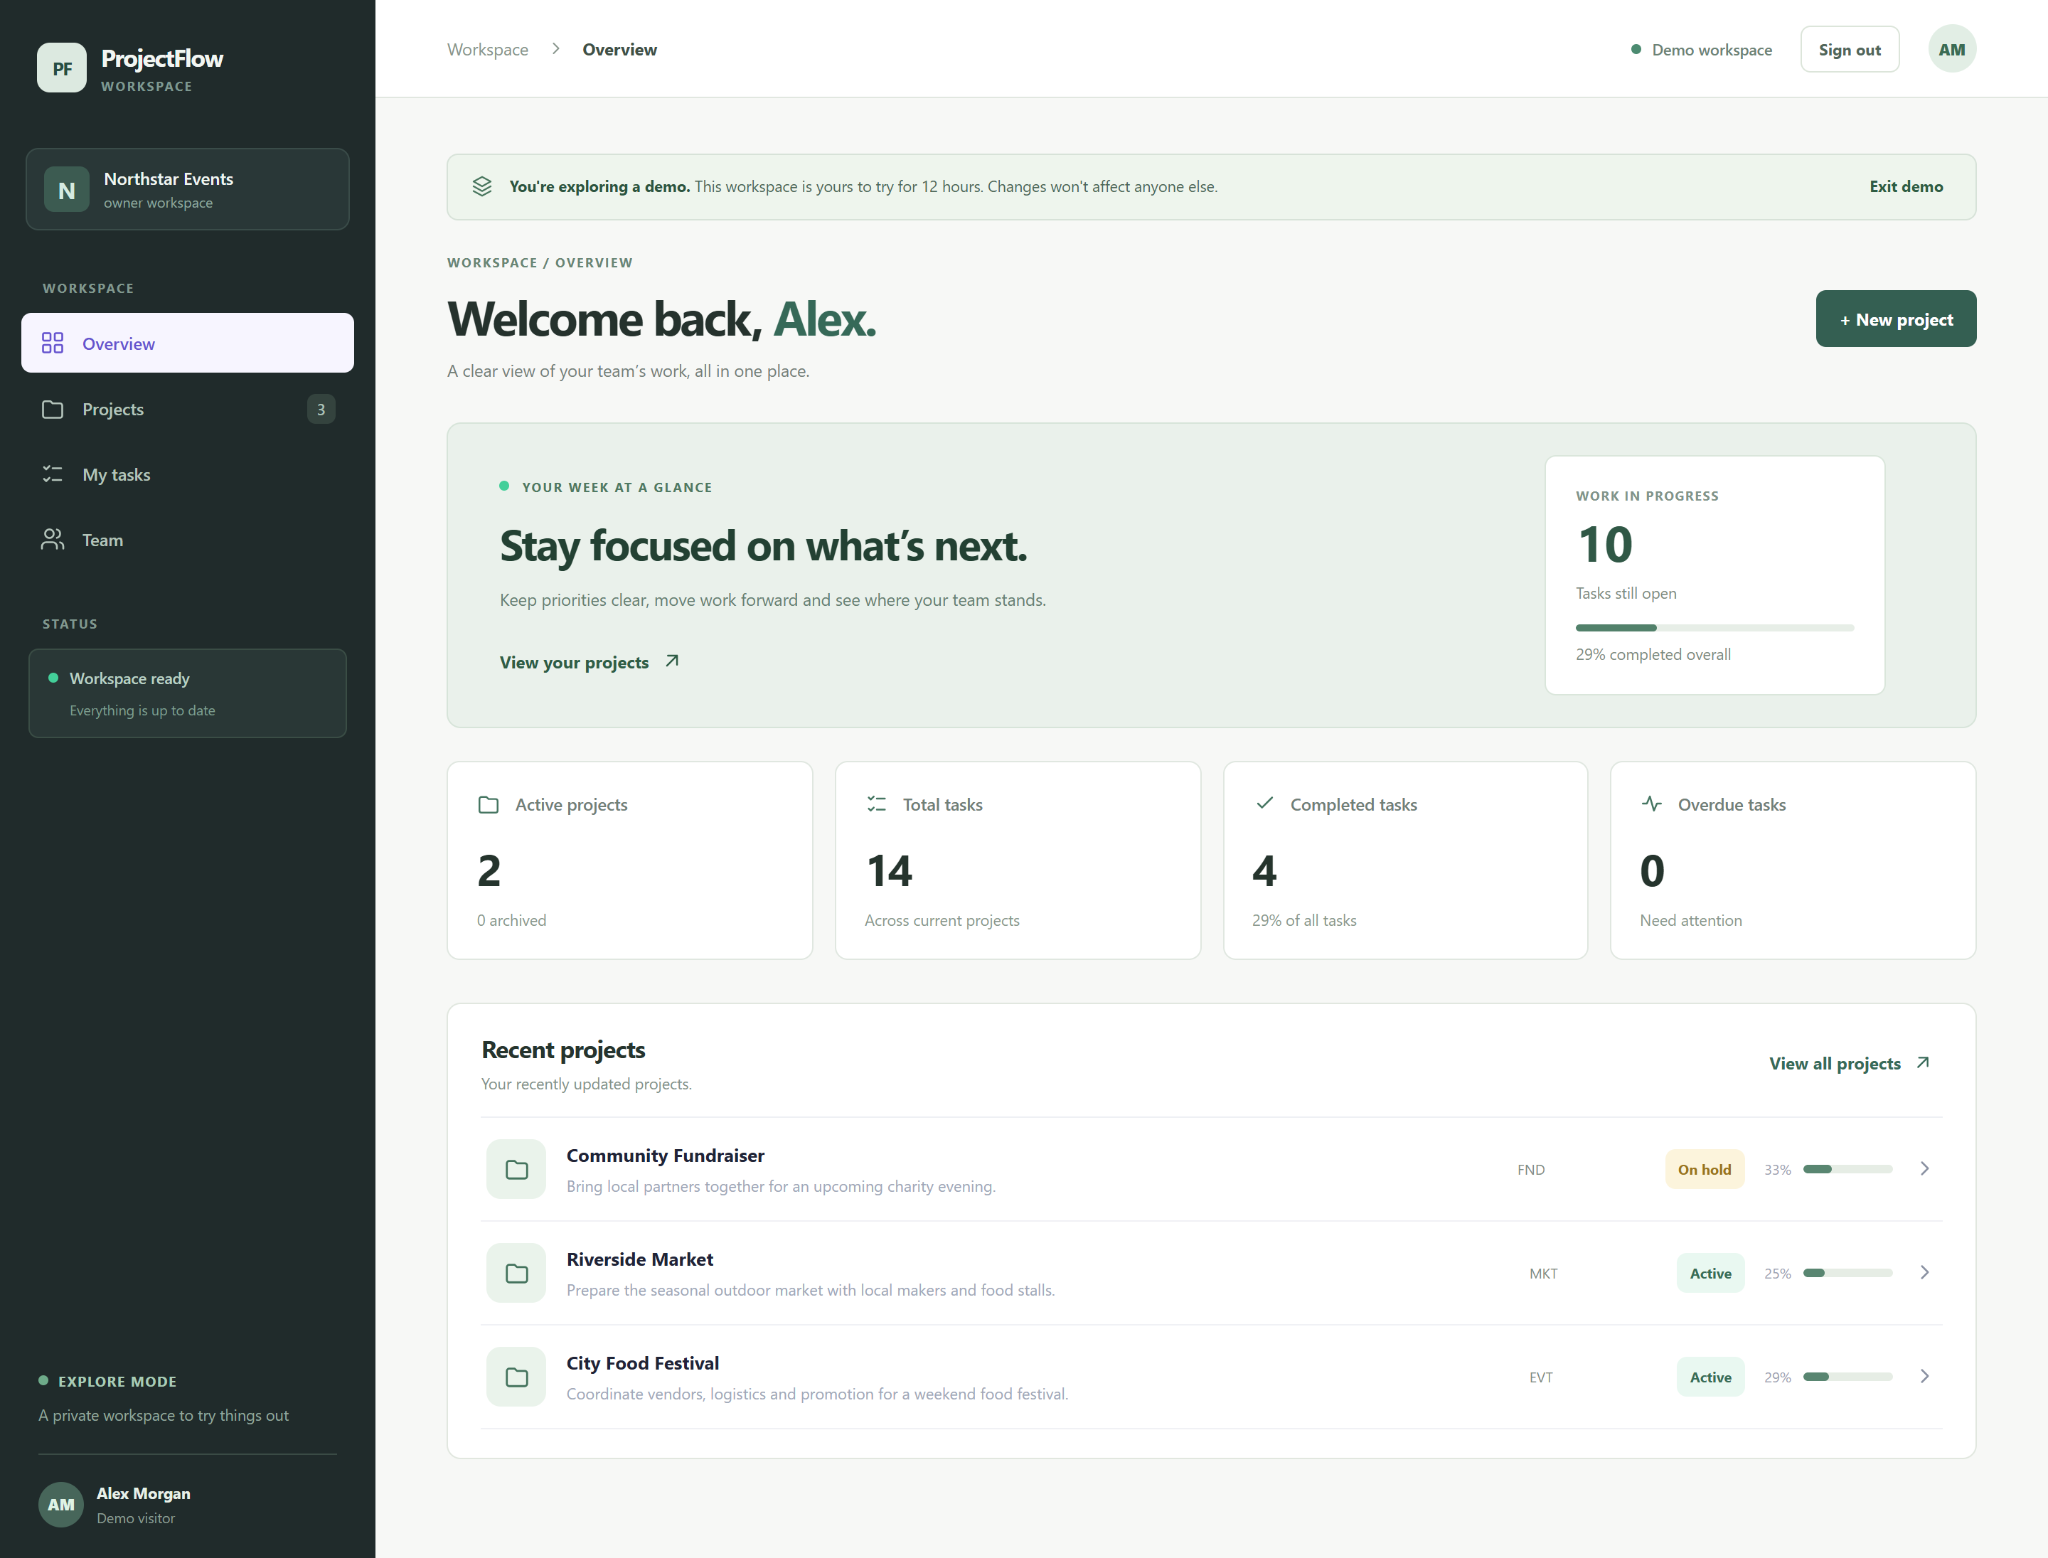 PF
ProjectFlow
WORKSPACE
N
Northstar Events
owner workspace
WORKSPACE
Overview
Projects
3
My tasks
Team
STATUS
Workspace ready
Everything is up to date
EXPLORE MODE
A private workspace to try things out
AM
Alex Morgan
Demo visitor
Workspace
Overview
Demo workspace
Sign out
AM
You're exploring a demo. This workspace is yours to try for 12 hours. Changes won't affect anyone else.
Exit demo
WORKSPACE / OVERVIEW
Welcome back, Alex.
A clear view of your team’s work, all in one place.
+ New project
YOUR WEEK AT A GLANCE
Stay focused on what’s next.
Keep priorities clear, move work forward and see where your team stands.
View your projects
WORK IN PROGRESS
10
Tasks still open
29% completed overall
Active projects
2
0 archived
Total tasks
14
Across current projects
Completed tasks
4
29% of all tasks
Overdue tasks
0
Need attention
Recent projects
Your recently updated projects.
View all projects
Community Fundraiser
Bring local partners together for an upcoming charity evening.
FND
On hold
33%
Riverside Market
Prepare the seasonal outdoor market with local makers and food stalls.
MKT
Active
25%
City Food Festival
Coordinate vendors, logistics and promotion for a weekend food festival.
EVT
Active
29%